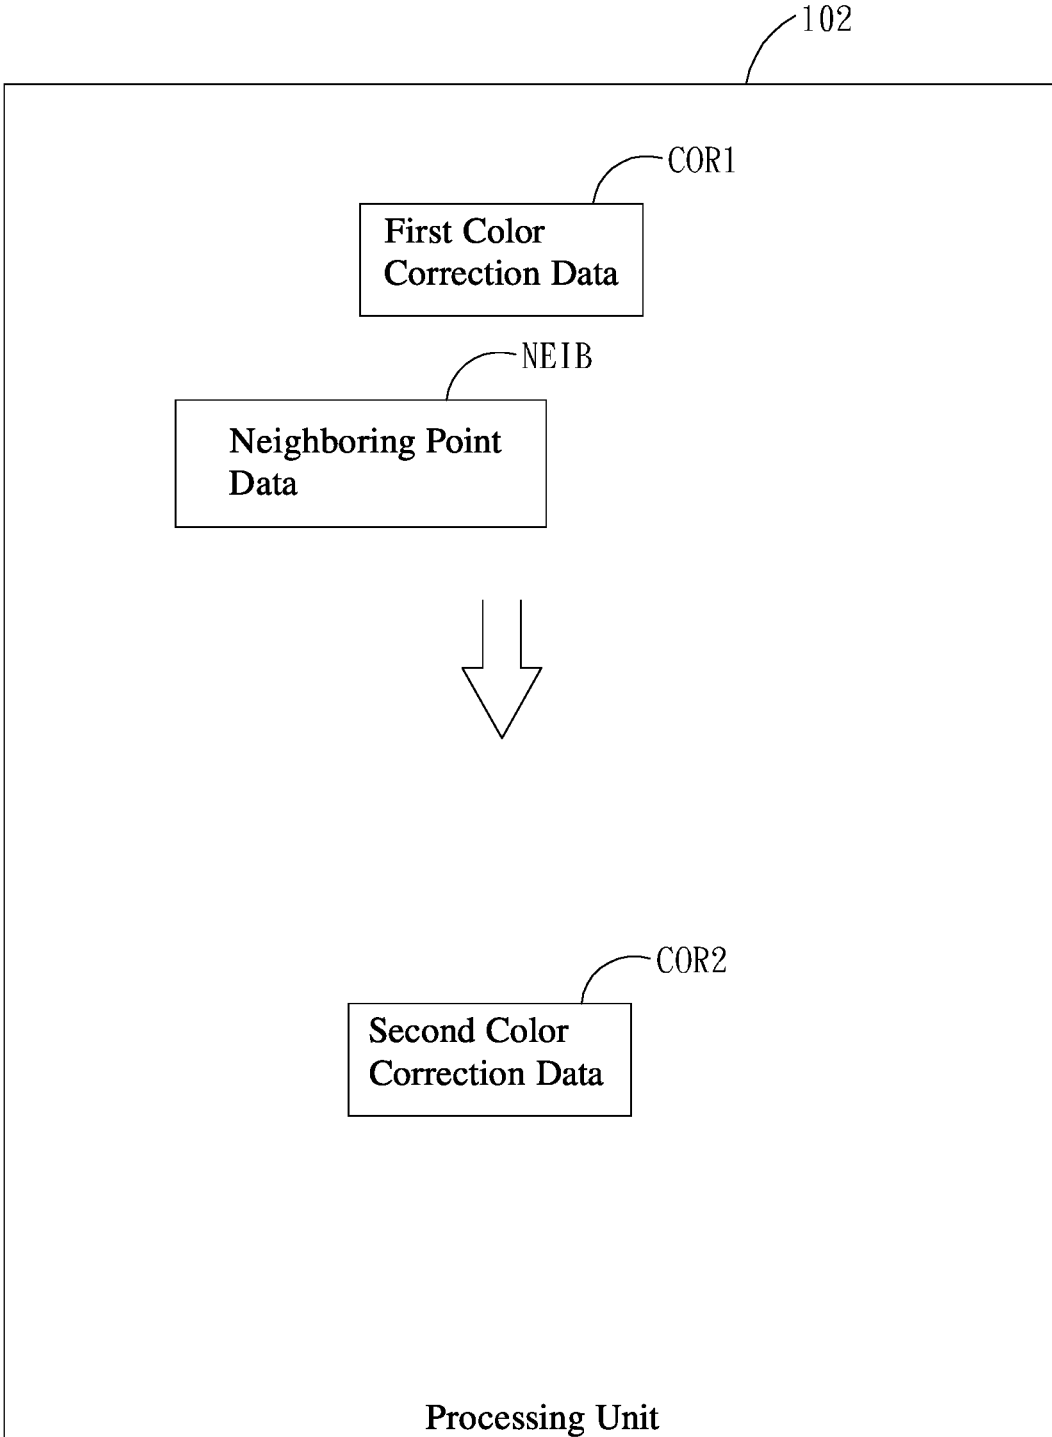 102
COR1
First Color
Correction Data
NEIB
Neighboring Point
Data
COR2
Second Color
Correction Data
Processing Unit